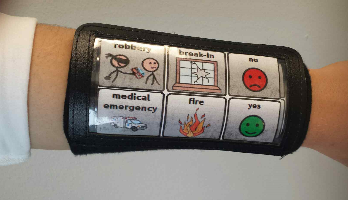 robbery
break-in
no
medical
emergency
fire
yes